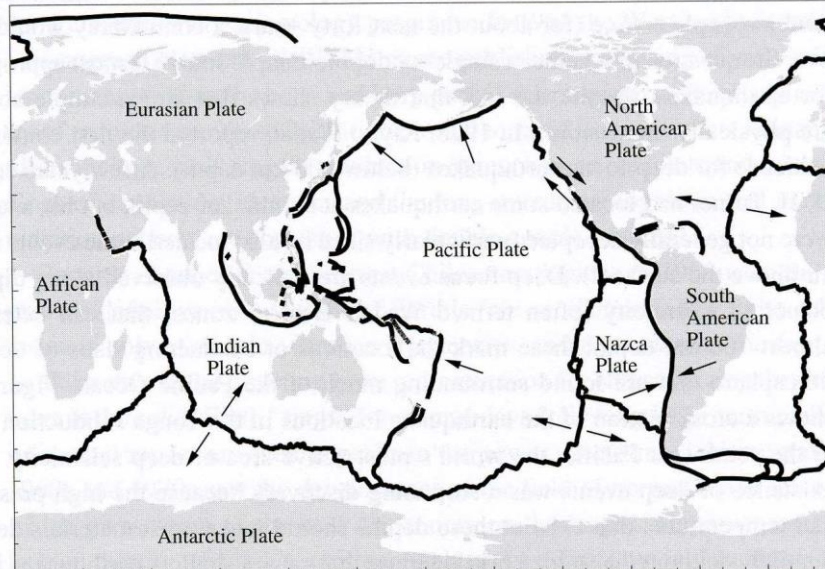 Eurasian Plate
North
American
Plate
Pacific Plate
African
Plate
Indian
Plate
Nazca
Plate
South
American
Plate
Antarctic Plate